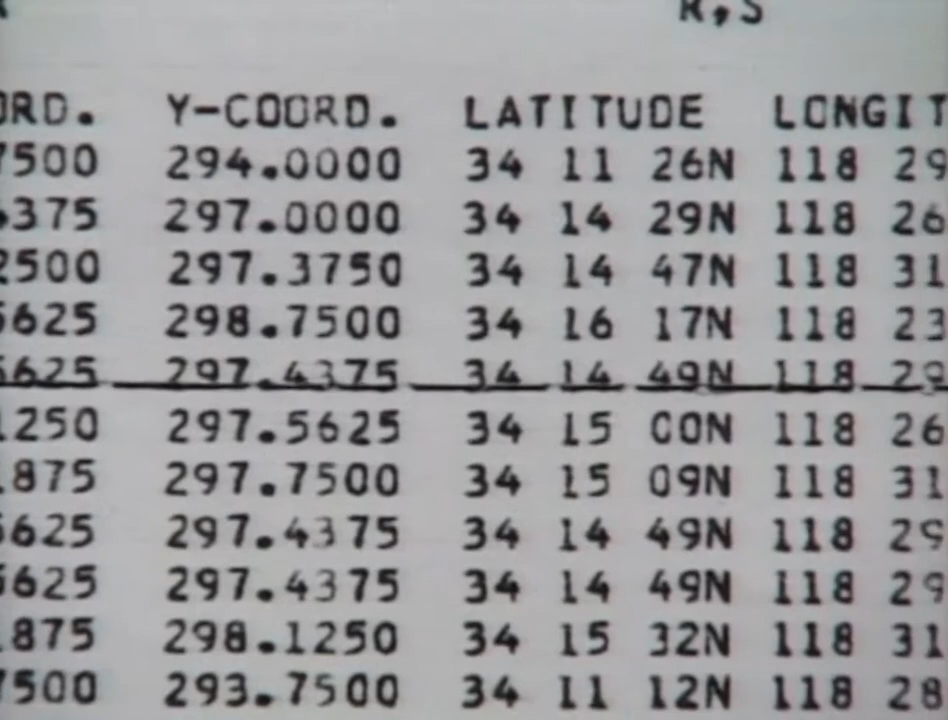 R,S
ORD. Y-COORD. LATITUDE LONGIT
7500 294.0000 34 11 26N 118 29
6375 297.0000 34 14 29N 118 26
2500 297.3750 34 14 47N 118 31
5625 298.7500 34 16 17N 118 23
5625 297.4375 34 14 49N 118 29
1250 297.5625 34 15 00N 118 26
.875 297.7500 34 15 09N 118 31
5625 297.4375 34 14 49N 118 29
5625 297.4375 34 14 49N 118 29
.875 298.1250 34 15 32N 118 31
7500 293.7500 34 11 12N 118 28